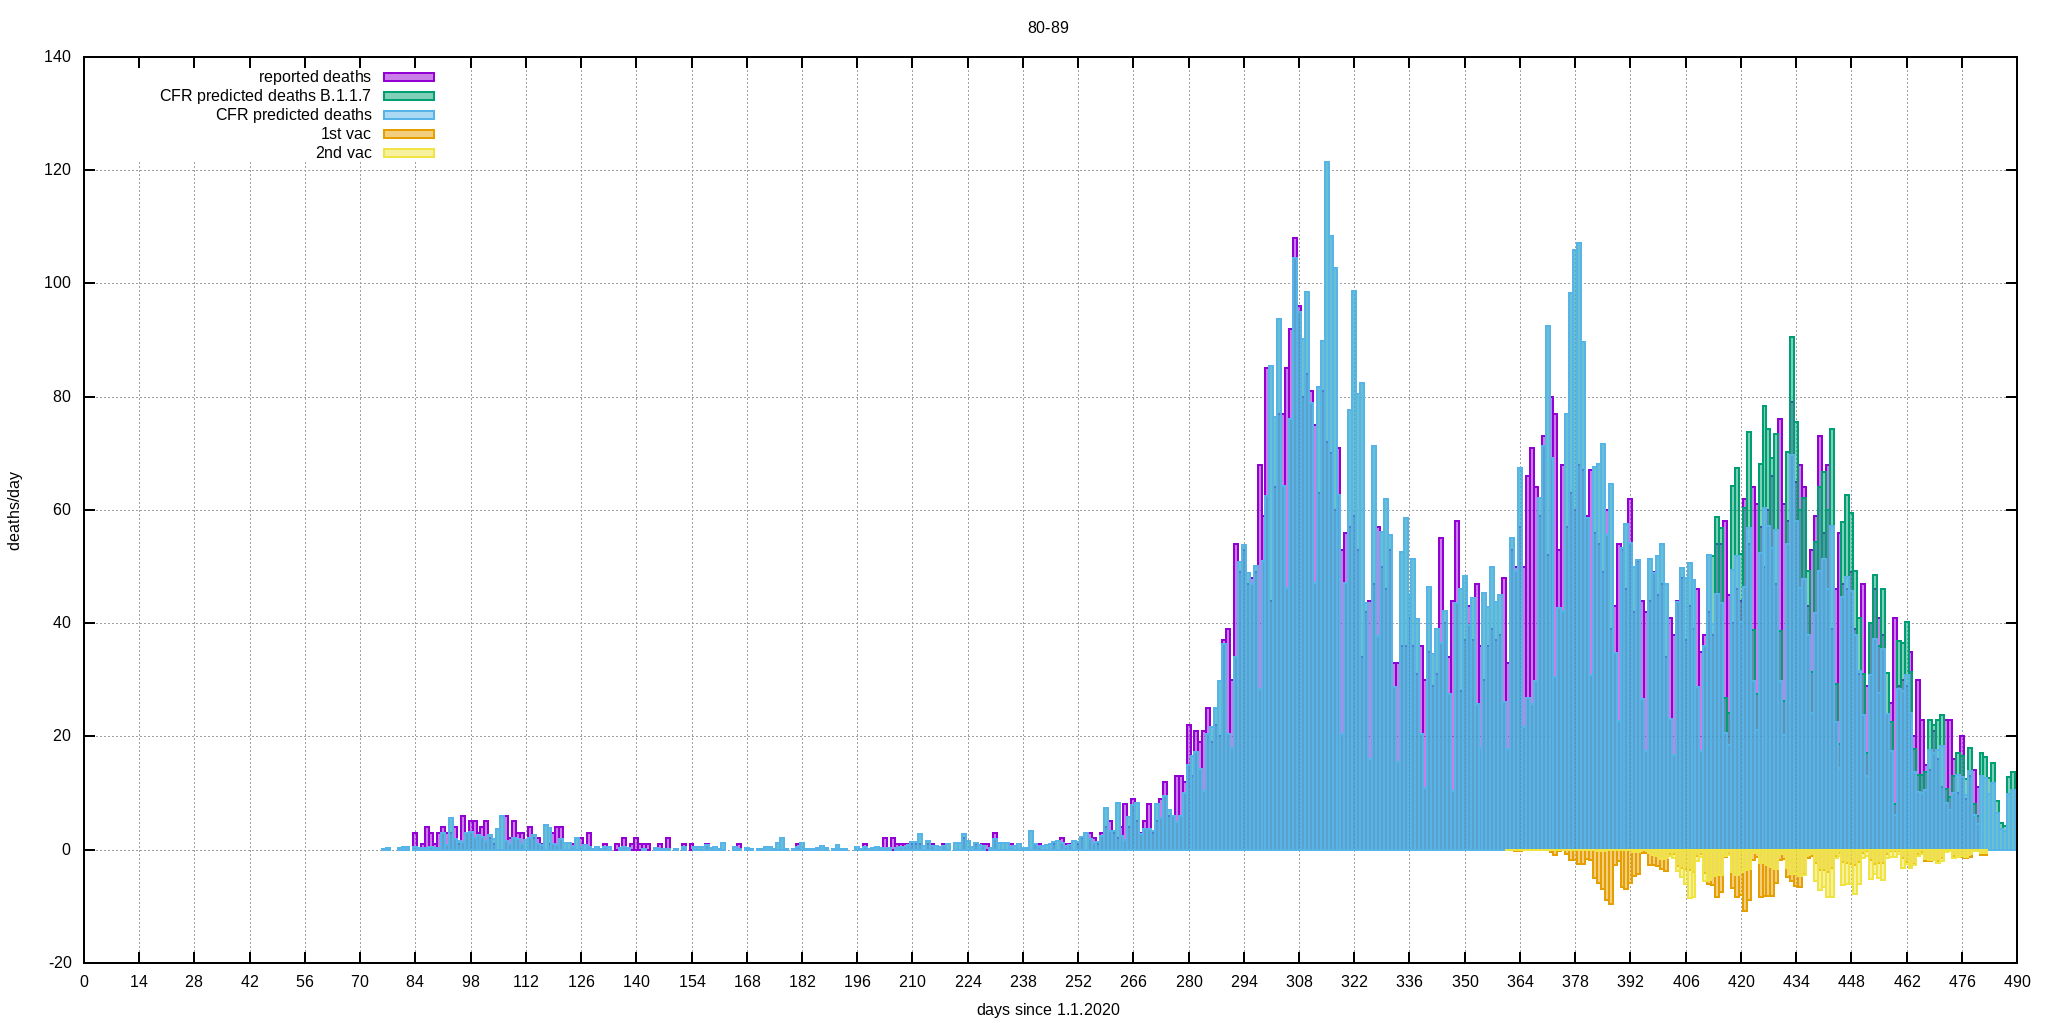 80-89
reported deaths
CFR predicted deaths B.1.1.7
CFR predicted deaths
1st vac
2nd vac
140
120
100
80
60
40
20
0
-20
deaths/day
0 14 28 42 56 70 84 98 112 126 140 154 168 182 196 210 224 238 252 266 280 294 308 322 336 350 364 378 392 406 420 434 448 462 476 490
days since 1.1.2020